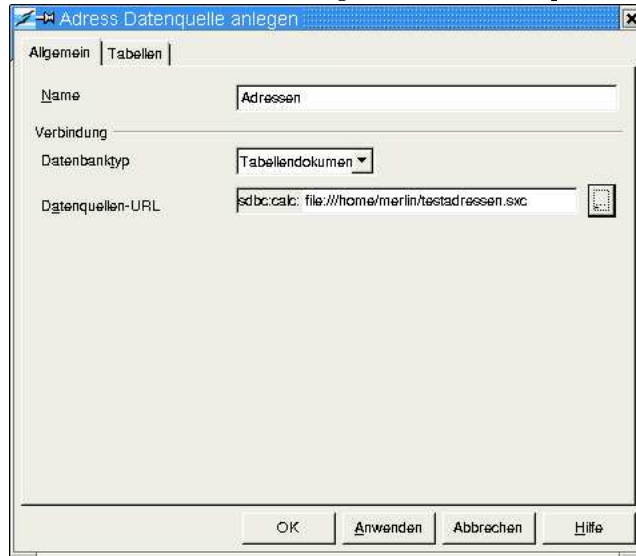 Adress Datenquelle anlegen
Allgemein Tabellen
Name Adressen
Verbindung
Datenbanktyp Tabellendokumen
Datenquellen-URL sdbc:calc: file:///home/merlin/testadressen.sxc ...
OK Anwenden Abbrechen Hilfe